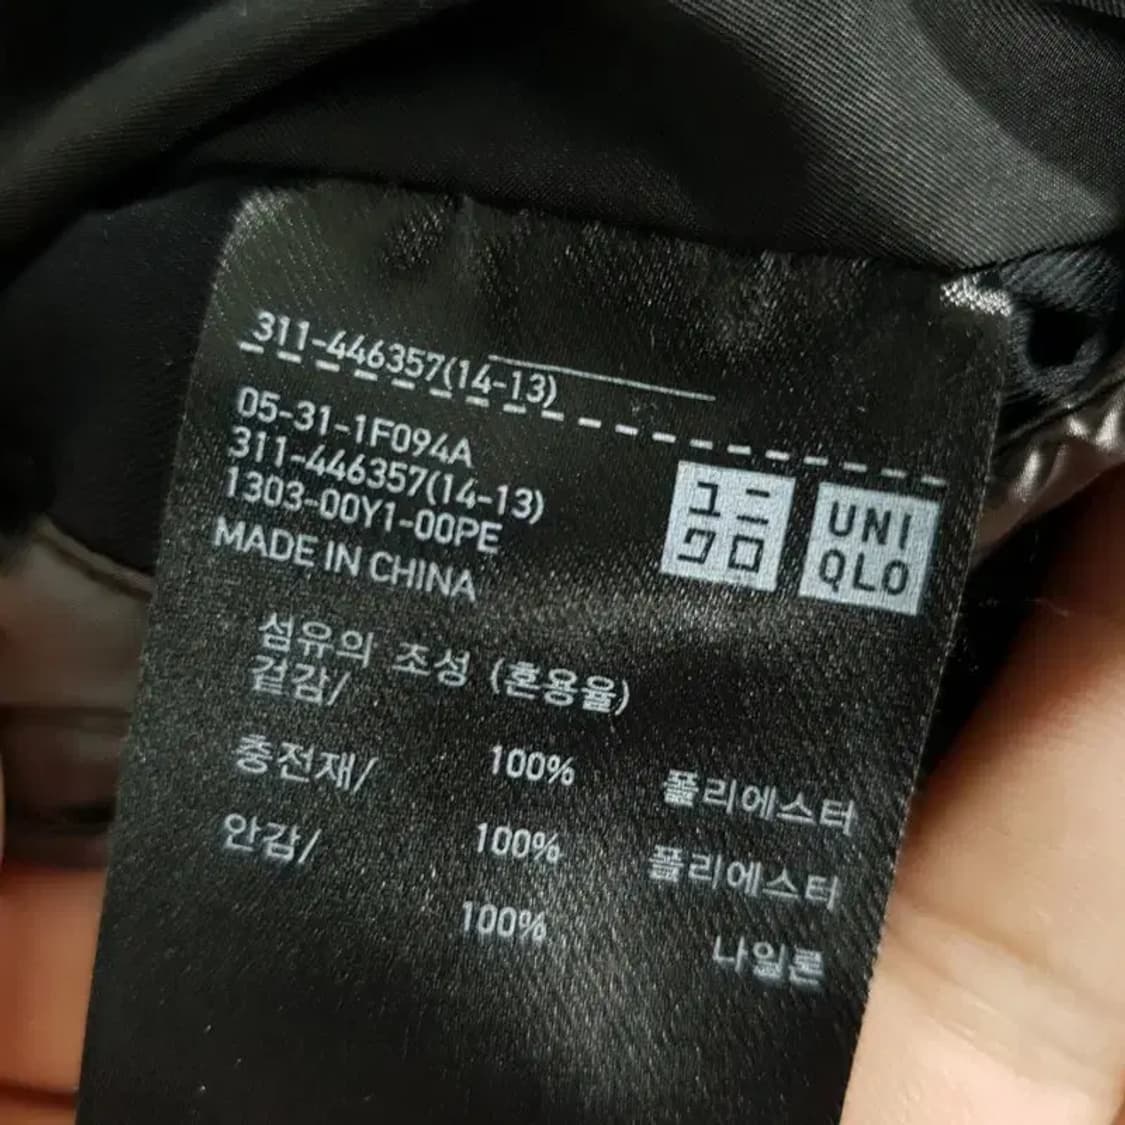 311-446357(14-13)
05-31-1F094A
311-446357(14-13)
1303-00Y1-00PE
MADE IN CHINA
ユニ
クロ
UNI
QLO
섬유의 조성 (혼용율)
겉감/
100% 폴리에스터
충전재/
100% 폴리에스터
안감/
100% 나일론